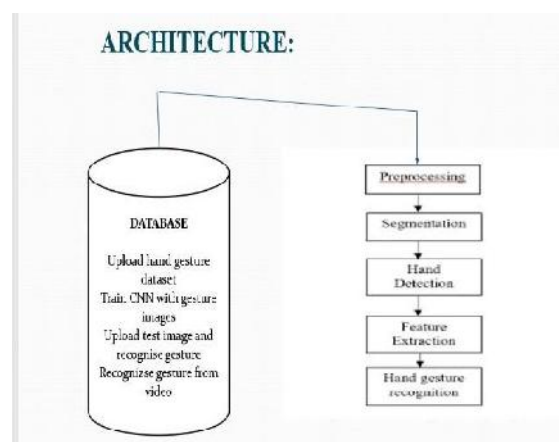 ARCHITECTURE:
DATABASE
Upload hand gesture
dataset
Train CNN with gesture
images
Upload test image and
recognise gesture
Recognizse gesture from
video
Preprocessing
Segmentation
Hand
Detection
Feature
Extraction
Hand gesture
recognition